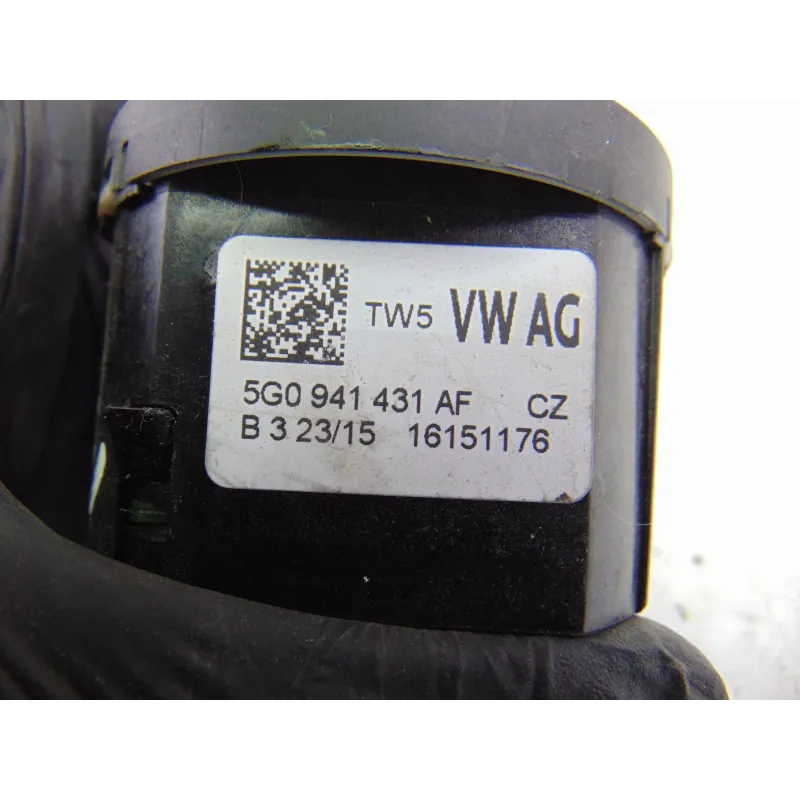 TW5 VW AG
5G0 941 431 AF CZ
B 3 23/15 16151176